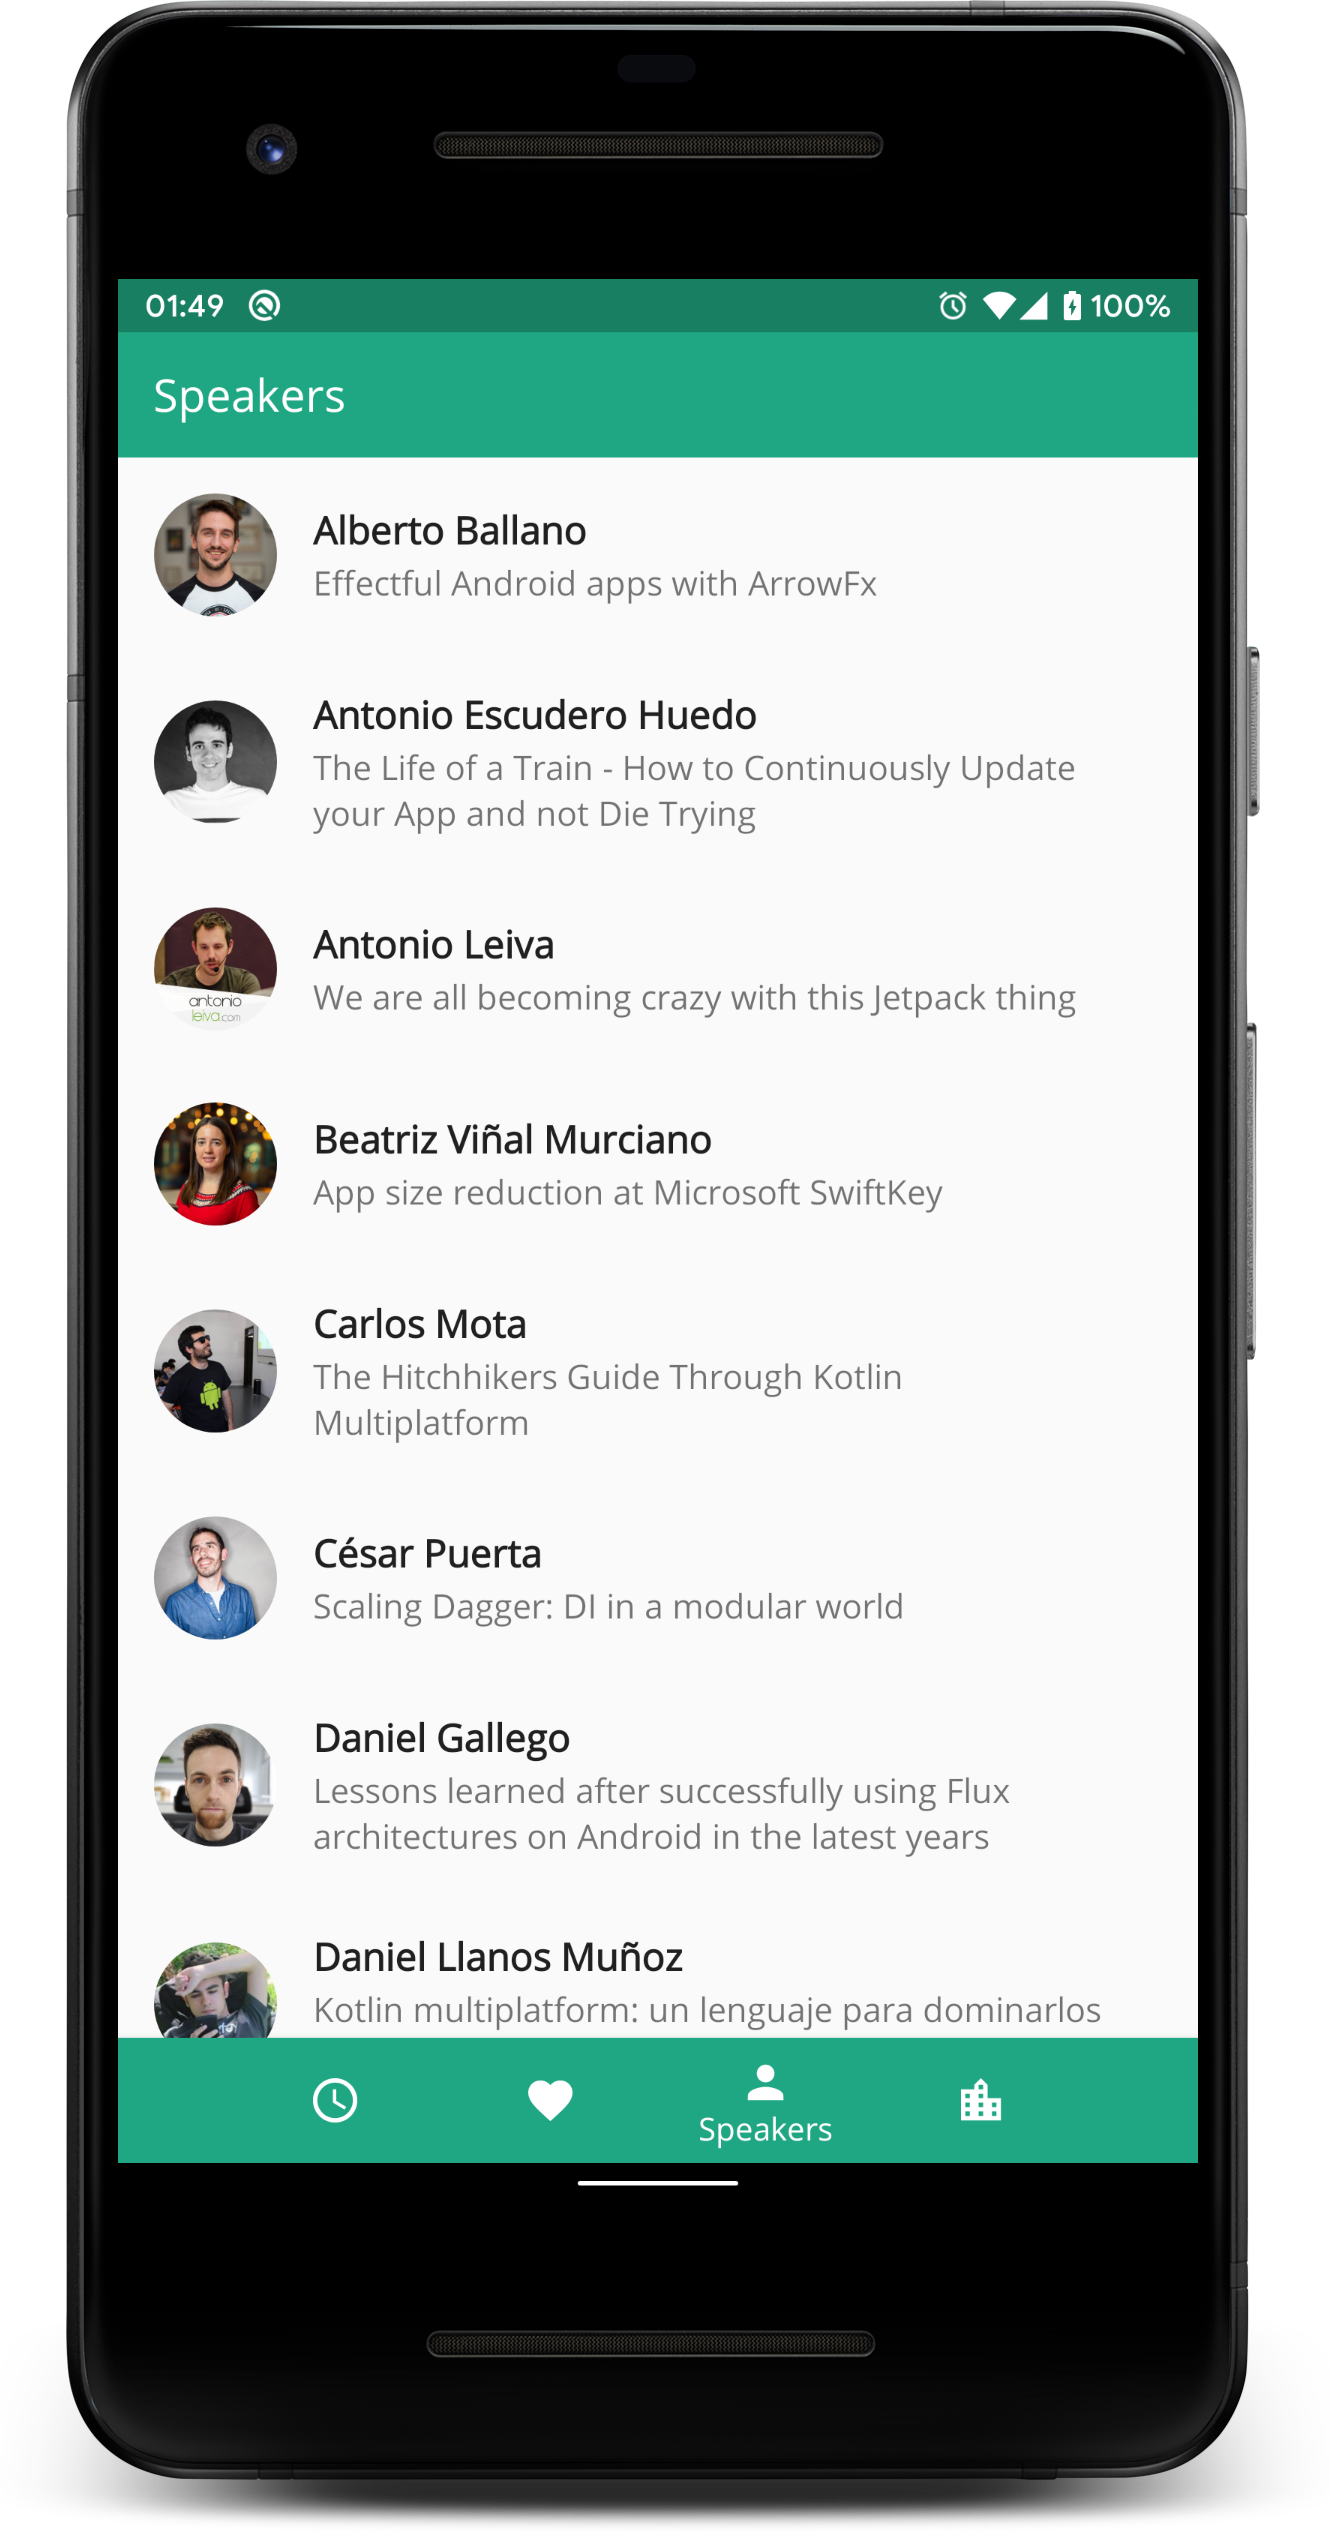 01:49 100%
Speakers
Alberto Ballano
Effectful Android apps with ArrowFx
Antonio Escudero Huedo
The Life of a Train - How to Continuously Update
your App and not Die Trying
antonio
leiva.com
Antonio Leiva
We are all becoming crazy with this Jetpack thing
Beatriz Viñal Murciano
App size reduction at Microsoft SwiftKey
Carlos Mota
The Hitchhikers Guide Through Kotlin
Multiplatform
César Puerta
Scaling Dagger: DI in a modular world
Daniel Gallego
Lessons learned after successfully using Flux
architectures on Android in the latest years
Daniel Llanos Muñoz
Kotlin multiplatform: un lenguaje para dominarlos
Speakers